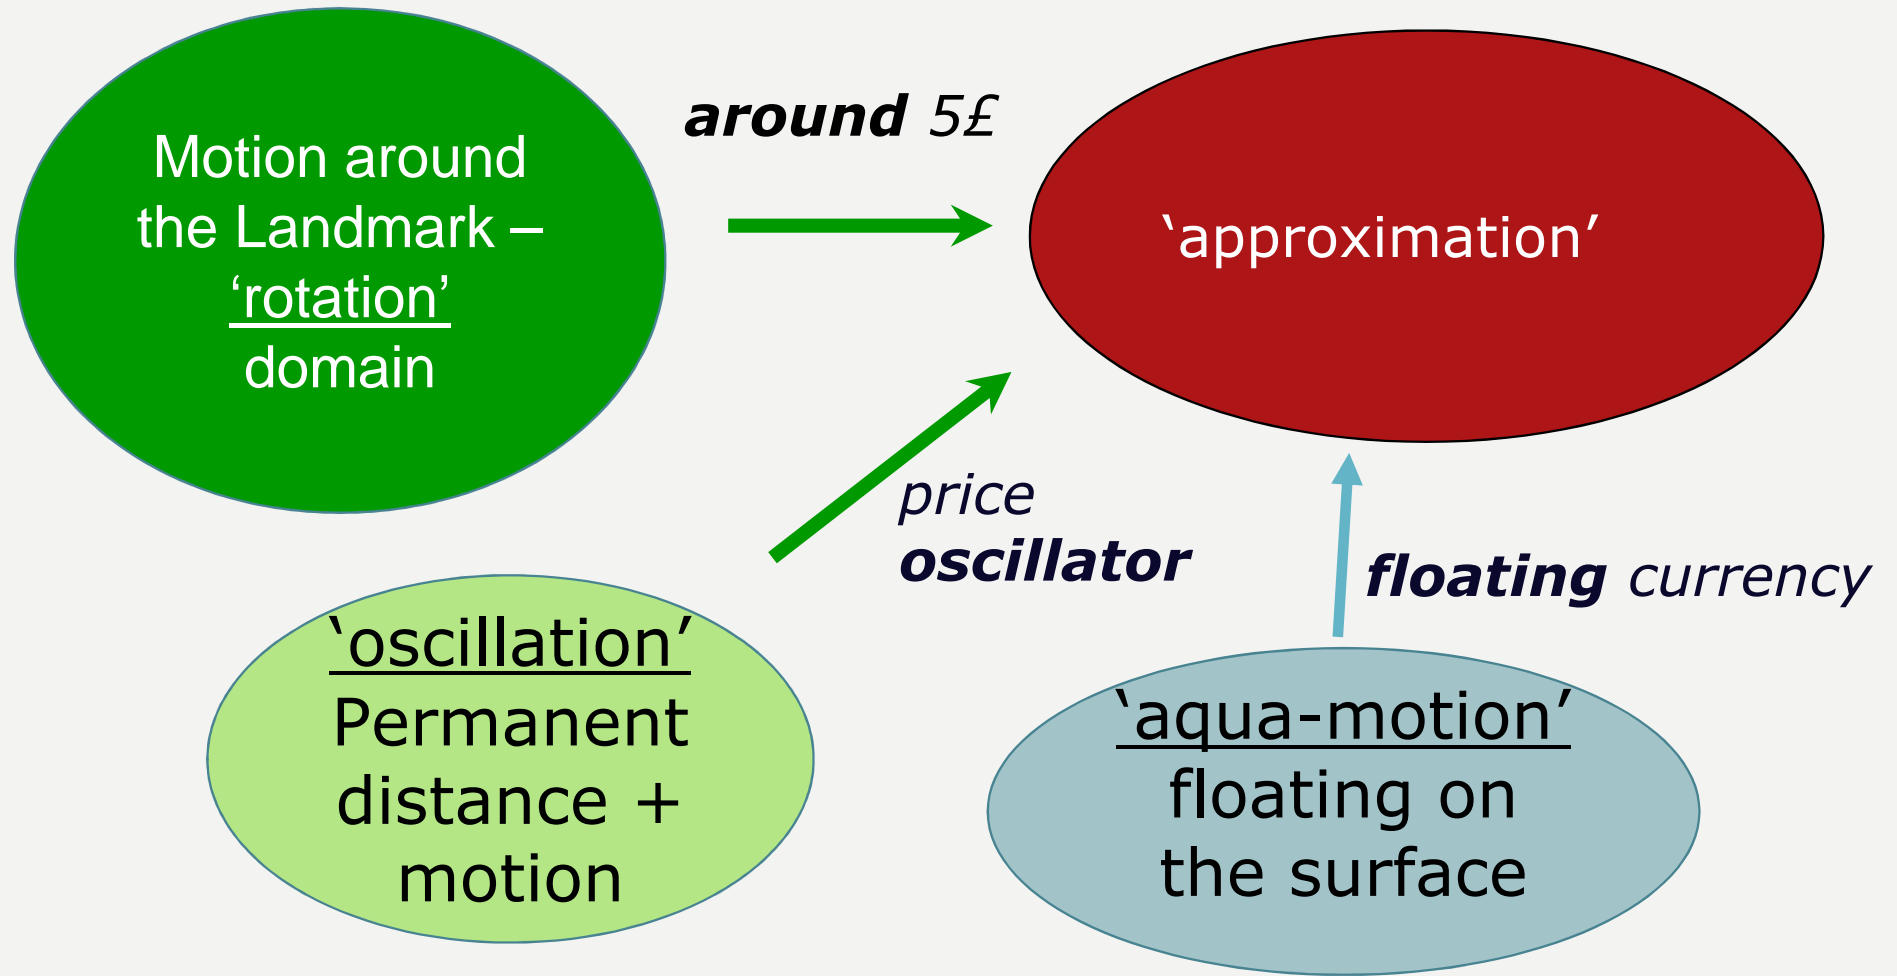 Motion around
the Landmark –
‘rotation’
domain
around 5£
‘approximation’
price
oscillator
floating currency
‘oscillation’
Permanent
distance +
motion
‘aqua-motion’
floating on
the surface